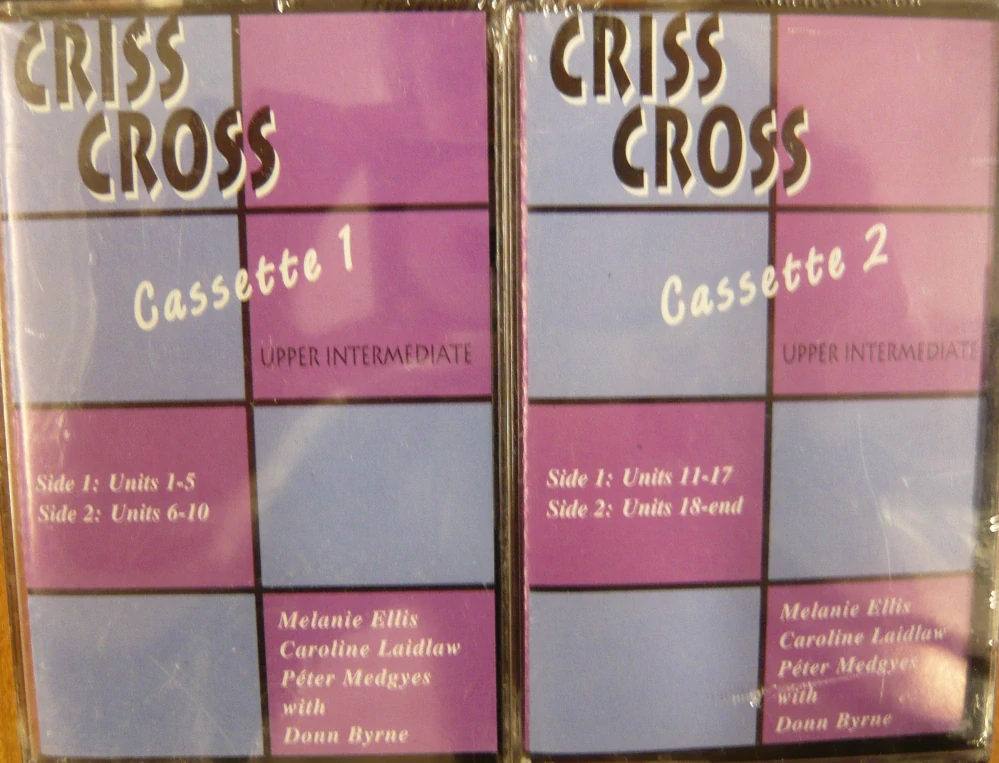 CRISS
CROSS
Cassette 1
UPPER INTERMEDIATE
Side 1: Units 1-5
Side 2: Units 6-10
Melanie Ellis
Caroline Laidlaw
Péter Medgyes
with
Donn Byrne
CRISS
CROSS
Cassette 2
UPPER INTERMEDIATE
Side 1: Units 11-17
Side 2: Units 18-end
Melanie Ellis
Caroline Laidlaw
Péter Medgyes
with
Donn Byrne